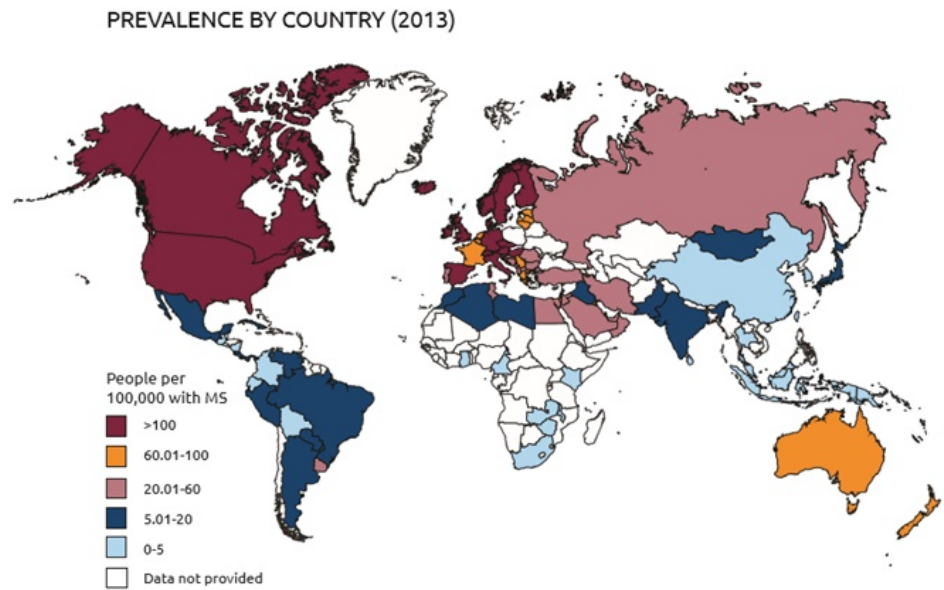 PREVALENCE BY COUNTRY (2013)
People per
100,000 with MS
>100
60.01-100
20.01-60
5.01-20
0-5
Data not provided